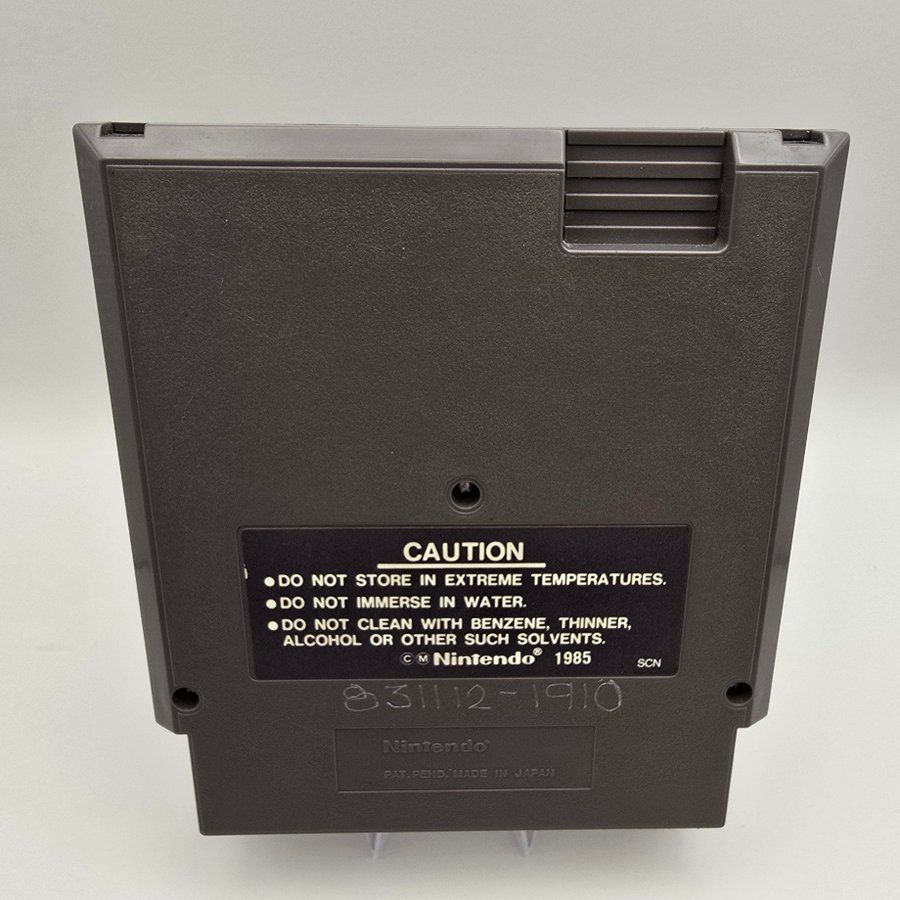 CAUTION
●DO NOT STORE IN EXTREME TEMPERATURES.
●DO NOT IMMERSE IN WATER.
●DO NOT CLEAN WITH BENZENE, THINNER,
ALCOHOL OR OTHER SUCH SOLVENTS.
ⒸⓂNintendo® 1985 SCN
831112-1910
Nintendo®
PAT. PEND. MADE IN JAPAN